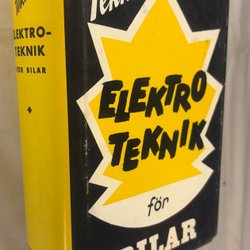 ELEKTRO-
TEKNIK
FÖR BILAR
ELEKTRO
TEKNIK
för
BILAR